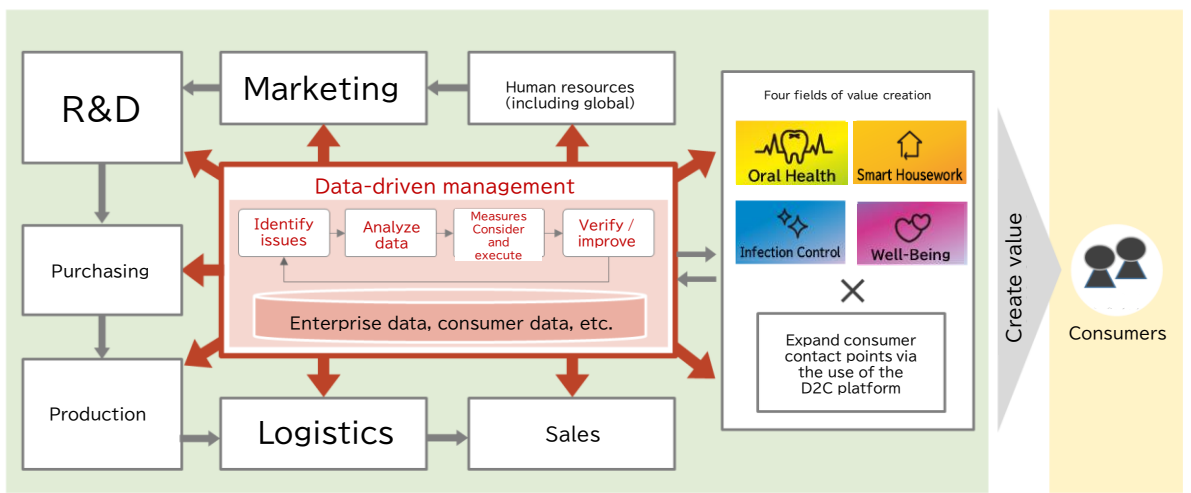 R&D
Marketing
Human resources
(including global)
Purchasing
Production
Logistics
Sales
Data-driven management
Identify
issues
Analyze
data
Measures
Consider
and
execute
Verify /
improve
Enterprise data, consumer data, etc.
Four fields of value creation
Oral Health
Smart Housework
Infection Control
Well-Being
×
Expand consumer
contact points via
the use of the
D2C platform
Create value
Consumers